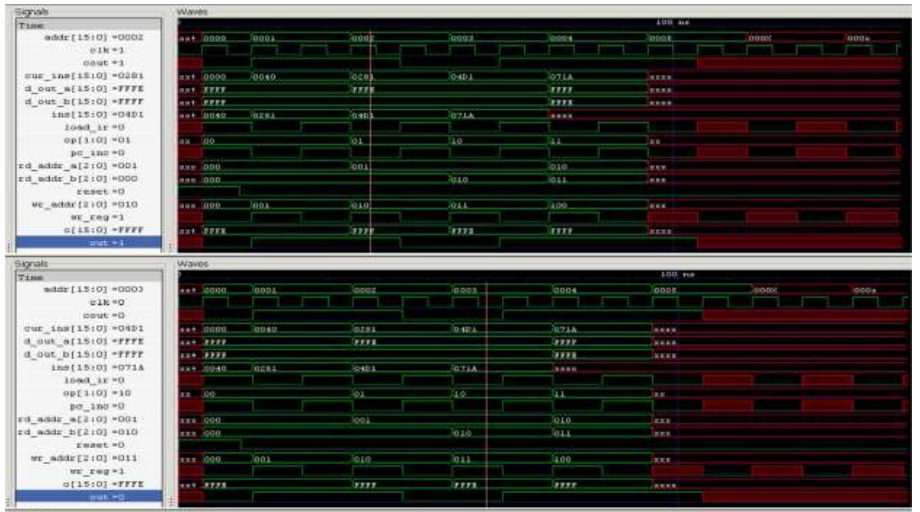 Signals Waves
Time 100 ns
addr[15:0] =0002 xx+ 0000 0001 0002 0003 0004 0005 000X 000x
clk=1
cout =1
cur_ins[15:0] =0281 xx+ 0000 0040 0281 04D1 071A xxxx
d_out_a[15:0] =FFFE xx+ FFFF FFFE FFFF xxxx
d_out_b[15:0] =FFFF xx+ FFFF FFFE xxxx
ins[15:0] =04D1 xx+ 0040 0281 04D1 071A xxxx
load_ir =0
op[1:0] =01 xx 00 01 10 11 xx
pc_inc =0
rd_addr_a[2:0] =001 xxx 000 001 010 xxx
rd_addr_b[2:0] =000 xxx 000 010 011 xxx
reset =0
wr_addr[2:0] =010 xxx 000 001 010 011 100 xxx
wr_reg =1
o[15:0] =FFFF xx+ FFFE FFFF FFFE FFFF xxxx
out =1
Signals Waves
Time 100 ns
addr[15:0] =0003 xx+ 0000 0001 0002 0003 0004 0005 000X 000x
clk=0
cout =0
cur_ins[15:0] =04D1 xx+ 0000 0040 0281 04D1 071A xxxx
d_out_a[15:0] =FFFE xx+ FFFF FFFE FFFF xxxx
d_out_b[15:0] =FFFF xx+ FFFF FFFE xxxx
ins[15:0] =071A xx+ 0040 0281 04D1 071A xxxx
load_ir =0
op[1:0] =10 xx 00 01 10 11 xx
pc_inc =0
rd_addr_a[2:0] =001 xxx 000 001 010 xxx
rd_addr_b[2:0] =010 xxx 000 010 011 xxx
reset =0
wr_addr[2:0] =011 xxx 000 001 010 011 100 xxx
wr_reg =1
o[15:0] =FFFE xx+ FFFE FFFF FFFE FFFF xxxx
out =0